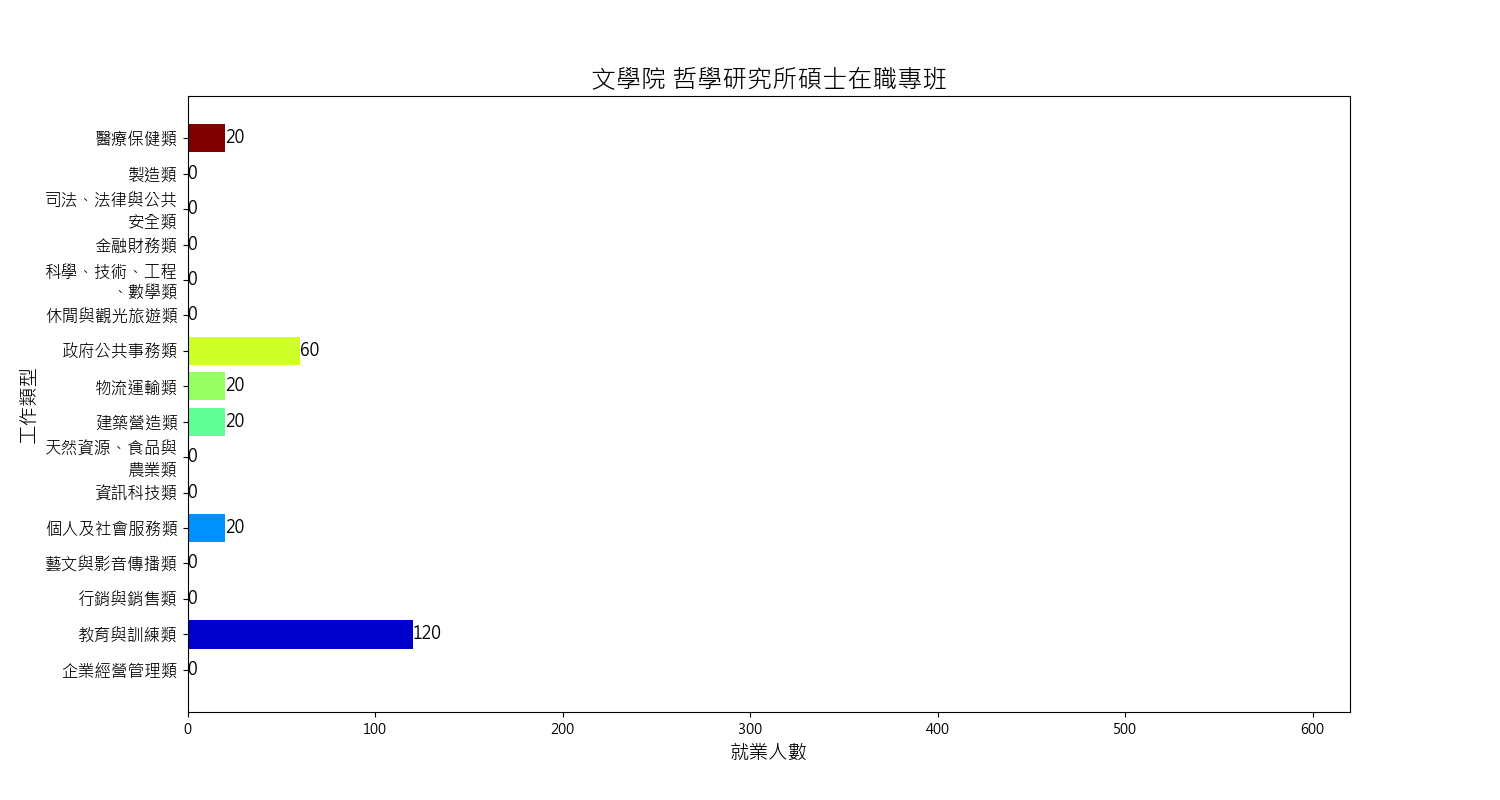 文學院 哲學研究所碩士在職專班
醫療保健類
20
製造類
0
司法、法律與公共
安全類
0
金融財務類
0
科學、技術、工程
、數學類
0
休閒與觀光旅遊類
0
政府公共事務類
60
物流運輸類
20
建築營造類
20
天然資源、食品與
農業類
0
資訊科技類
0
個人及社會服務類
20
藝文與影音傳播類
0
行銷與銷售類
0
教育與訓練類
120
企業經營管理類
0
工作類型
0
100
200
300
400
500
600
就業人數